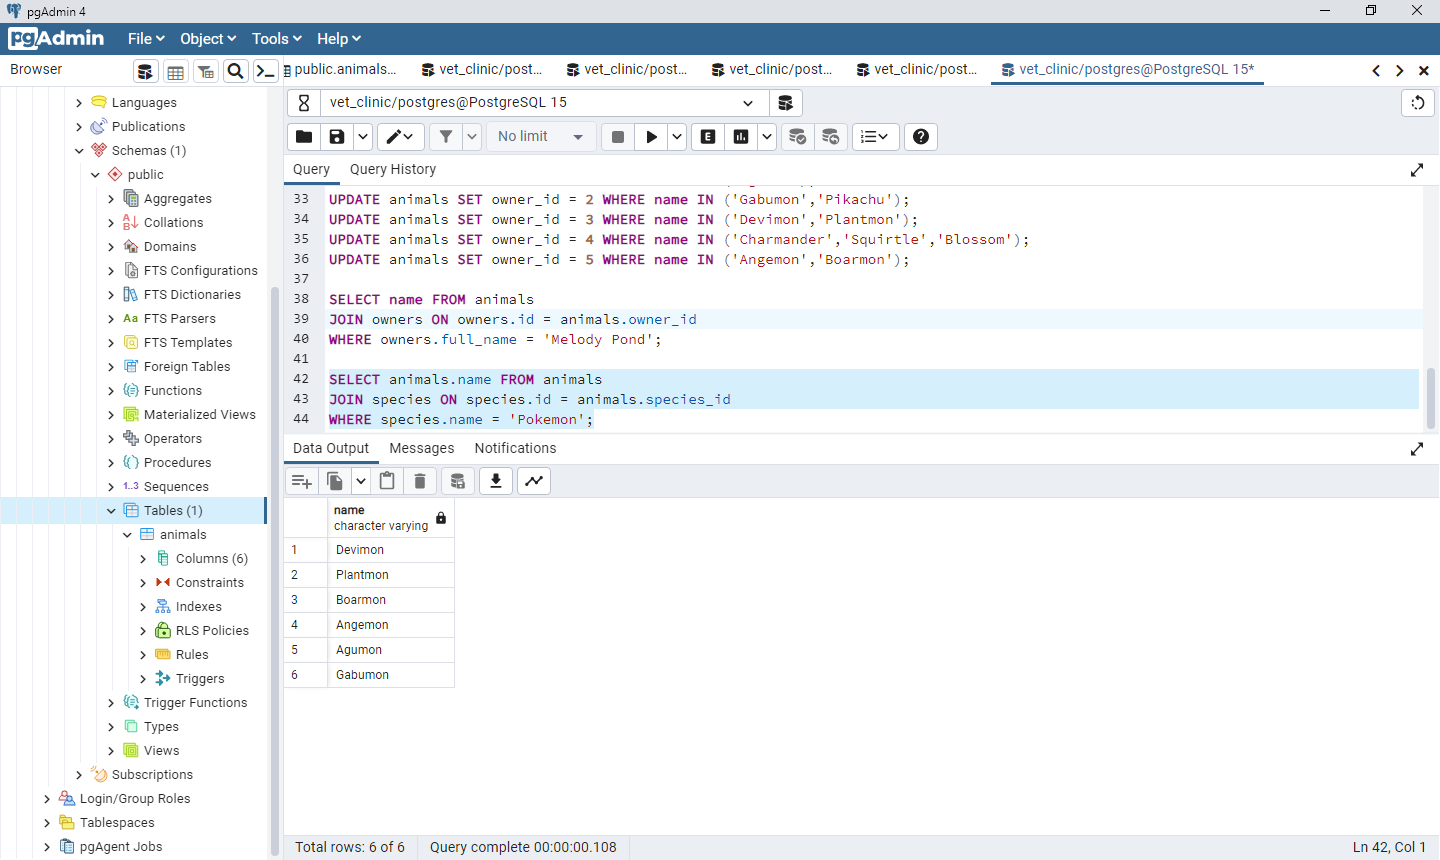 pgAdmin 4
pgAdmin
File
Object
Tools
Help
Browser
public.animals...
vet_clinic/post...
vet_clinic/post...
vet_clinic/post...
vet_clinic/post...
vet_clinic/postgres@PostgreSQL 15*
Languages
Publications
Schemas (1)
public
Aggregates
Collations
Domains
FTS Configurations
FTS Dictionaries
Aa FTS Parsers
FTS Templates
Foreign Tables
Functions
Materialized Views
Operators
Procedures
1..3 Sequences
Tables (1)
animals
Columns (6)
Constraints
Indexes
RLS Policies
Rules
Triggers
Trigger Functions
Types
Views
Subscriptions
Login/Group Roles
Tablespaces
pgAgent Jobs
vet_clinic/postgres@PostgreSQL 15
No limit
E
Query
Query History
33 UPDATE animals SET owner_id = 2 WHERE name IN ('Gabumon','Pikachu');
34 UPDATE animals SET owner_id = 3 WHERE name IN ('Devimon','Plantmon');
35 UPDATE animals SET owner_id = 4 WHERE name IN ('Charmander','Squirtle','Blossom');
36 UPDATE animals SET owner_id = 5 WHERE name IN ('Angemon','Boarmon');
37
38 SELECT name FROM animals
39 JOIN owners ON owners.id = animals.owner_id
40 WHERE owners.full_name = 'Melody Pond';
41
42 SELECT animals.name FROM animals
43 JOIN species ON species.id = animals.species_id
44 WHERE species.name = 'Pokemon';
Data Output
Messages
Notifications
name
character varying
1 Devimon
2 Plantmon
3 Boarmon
4 Angemon
5 Agumon
6 Gabumon
Total rows: 6 of 6
Query complete 00:00:00.108
Ln 42, Col 1